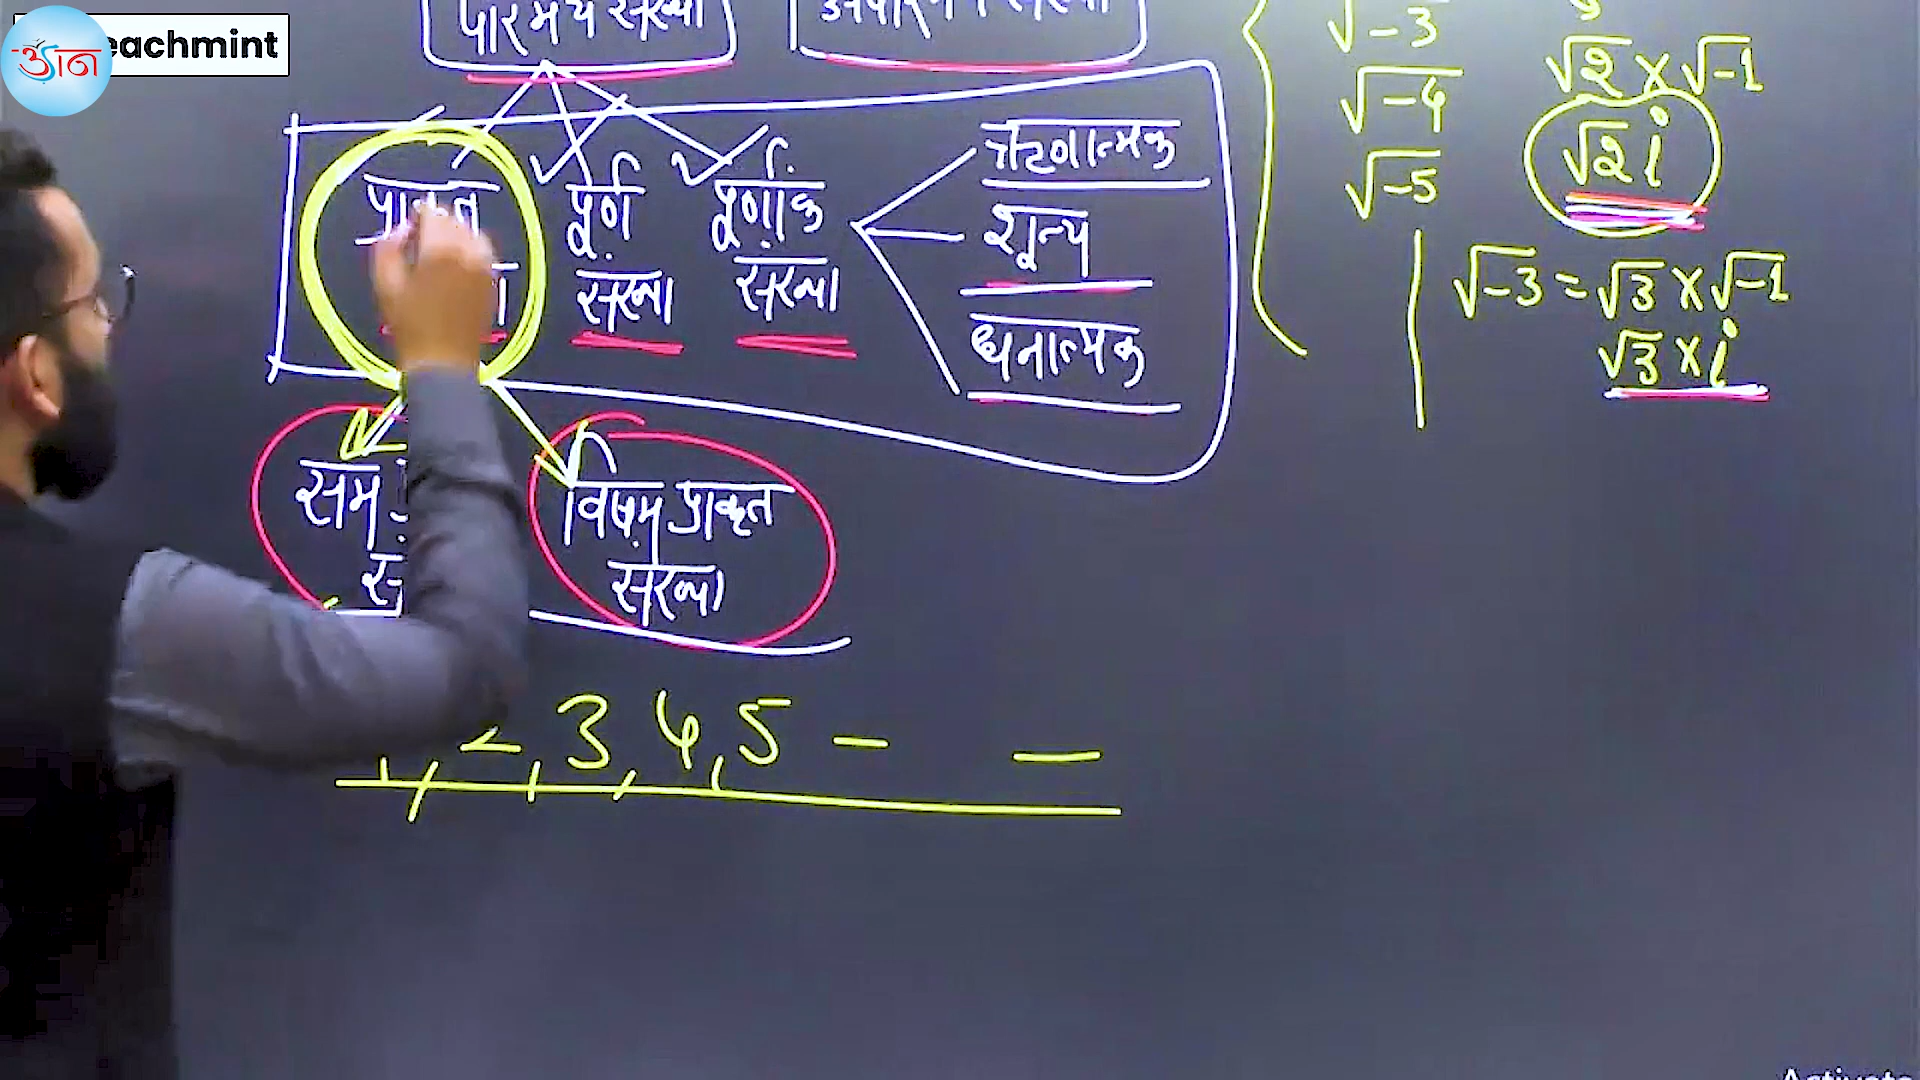 ज्ञान eachmint
परिमेय संख्या
√-3
√-4
√-5
√2 × √-1
√2 i
√-3 = √3 × √-1
√3 × i
प्राकृत
पूर्ण
संख्या
पूर्णांक
संख्या
ऋणात्मक
शून्य
धनात्मक
सम
विषम प्राकृत
संख्या
2, 3, 4, 5 - -